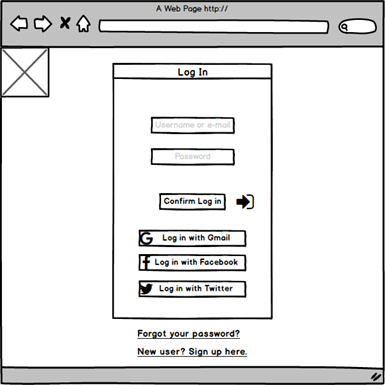 A Web Page http://
Log In
Username or e-mail
Password
Confirm Log in
Log in with Gmail
Log in with Facebook
Log in with Twitter
Forgot your password?
New user? Sign up here.